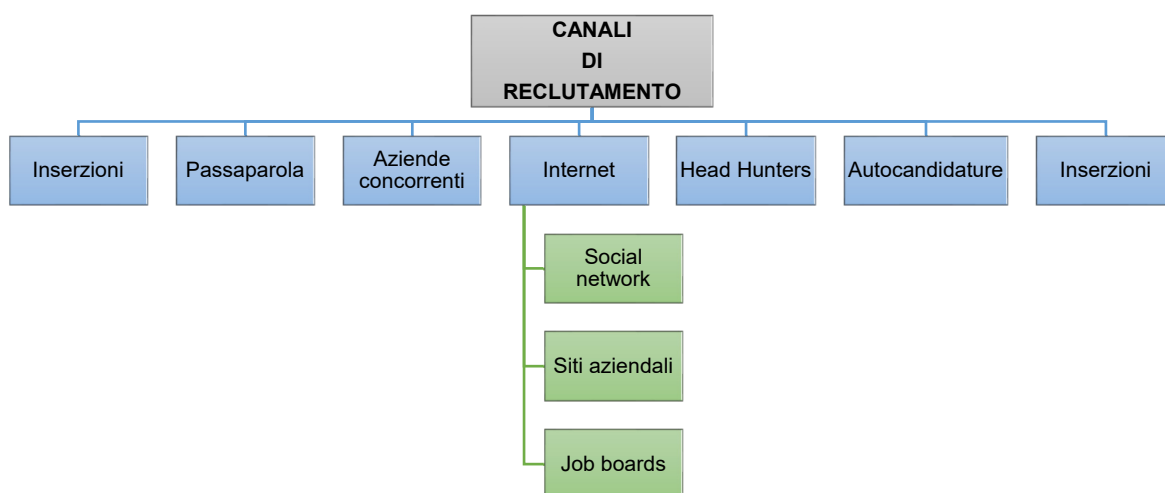 CANALI
DI
RECLUTAMENTO
Inserzioni
Passaparola
Aziende
concorrenti
Internet
Head Hunters
Autocandidature
Inserzioni
Social
network
Siti aziendali
Job boards